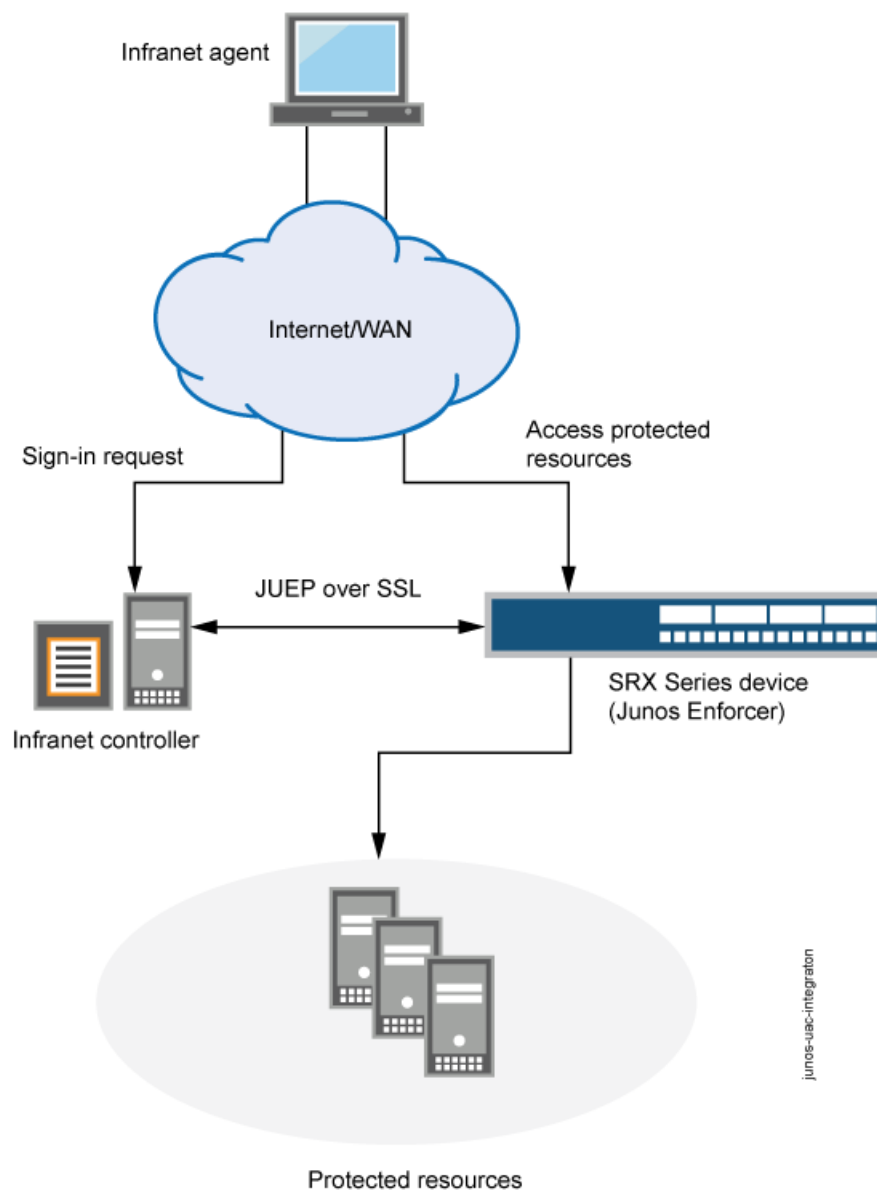 Infranet agent
Internet/WAN
Sign-in request
Access protected
resources
JUEP over SSL
SRX Series device
(Junos Enforcer)
Infranet controller
junos-uac-integraton
Protected resources